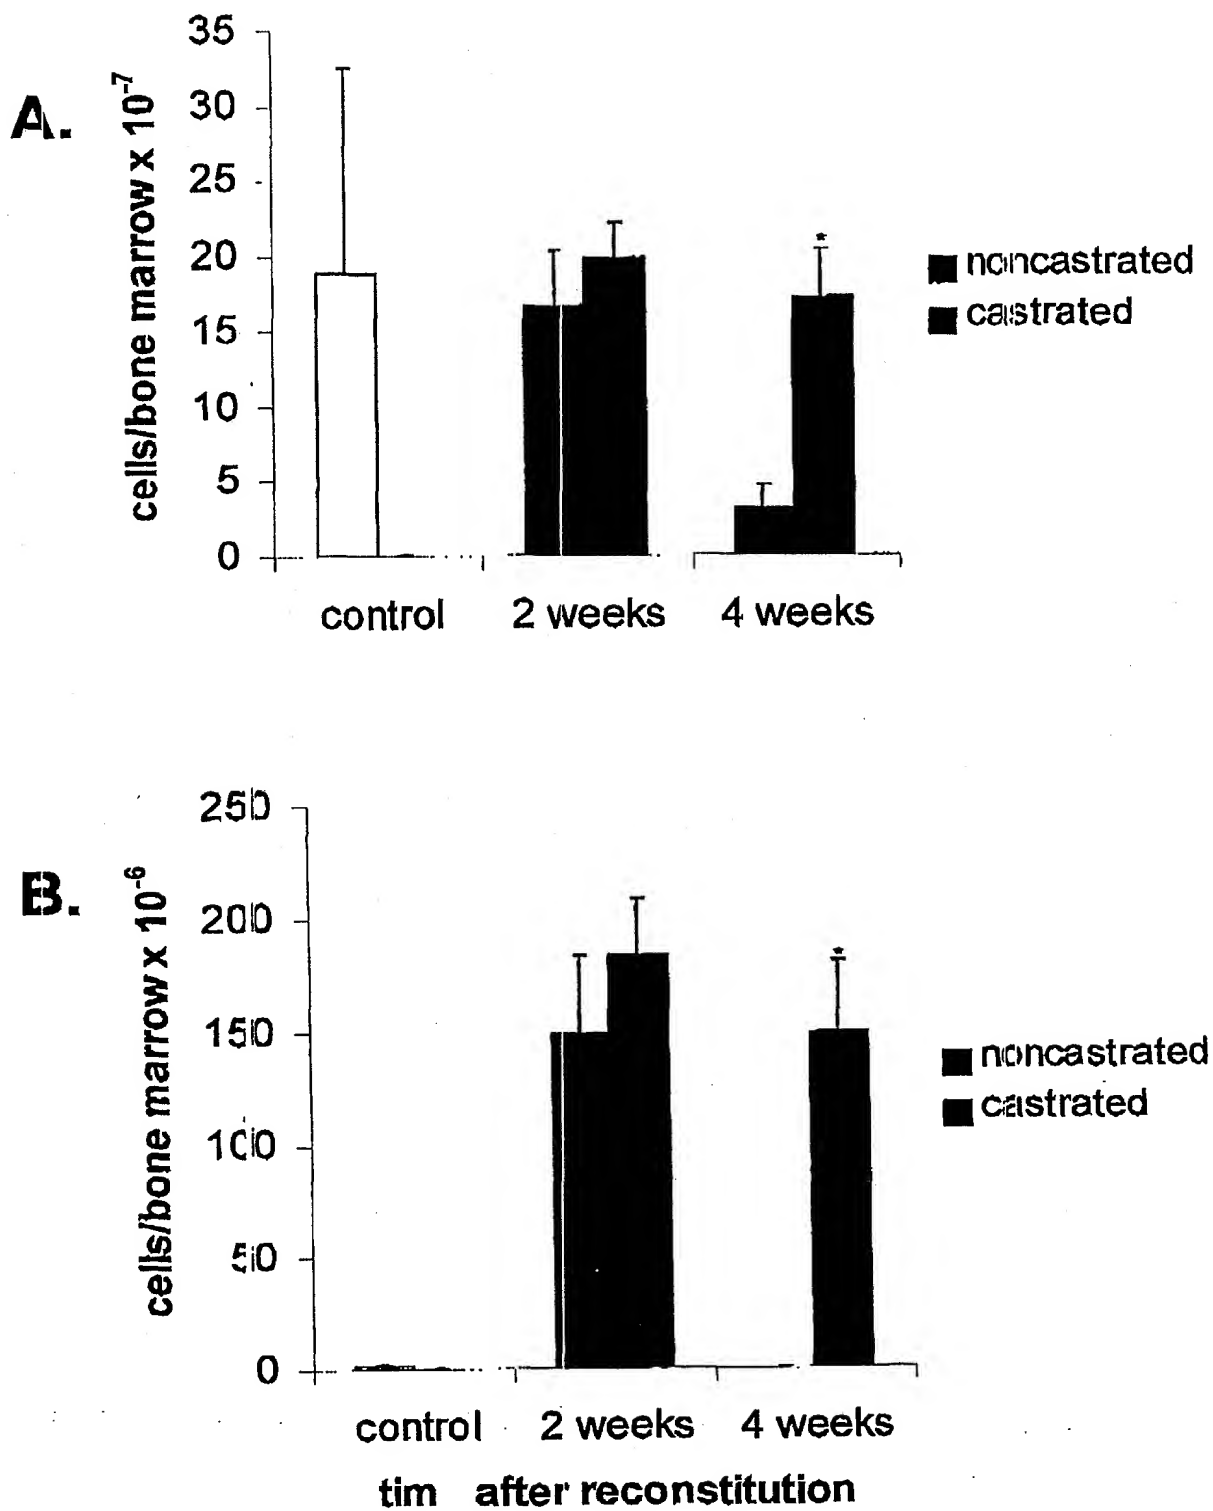 A.
cells/bone marrow x 10-7
35
30
25
20
15
10
5
0
control
2 weeks
4 weeks
*
noncastrated
castrated
B.
cells/bone marrow x 10-6
250
200
150
100
50
0
control
2 weeks
4 weeks
*
noncastrated
castrated
tim after reconstitution